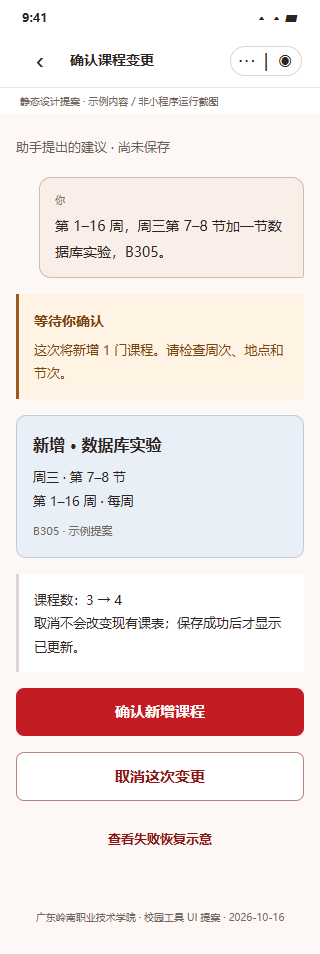 9:41
确认课程变更
静态设计提案 · 示例内容 / 非小程序运行截图
助手提出的建议 · 尚未保存
你
第 1–16 周，周三第 7–8 节加一节数
据库实验，B305。
等待你确认
这次将新增 1 门课程。请检查周次、地点和
节次。
新增 • 数据库实验
周三 · 第 7–8 节
第 1–16 周 · 每周
B305 · 示例提案
课程数：3 → 4
取消不会改变现有课表；保存成功后才显示
已更新。
确认新增课程
取消这次变更
查看失败恢复示意
广东岭南职业技术学院 · 校园工具 UI 提案 · 2026-10-16